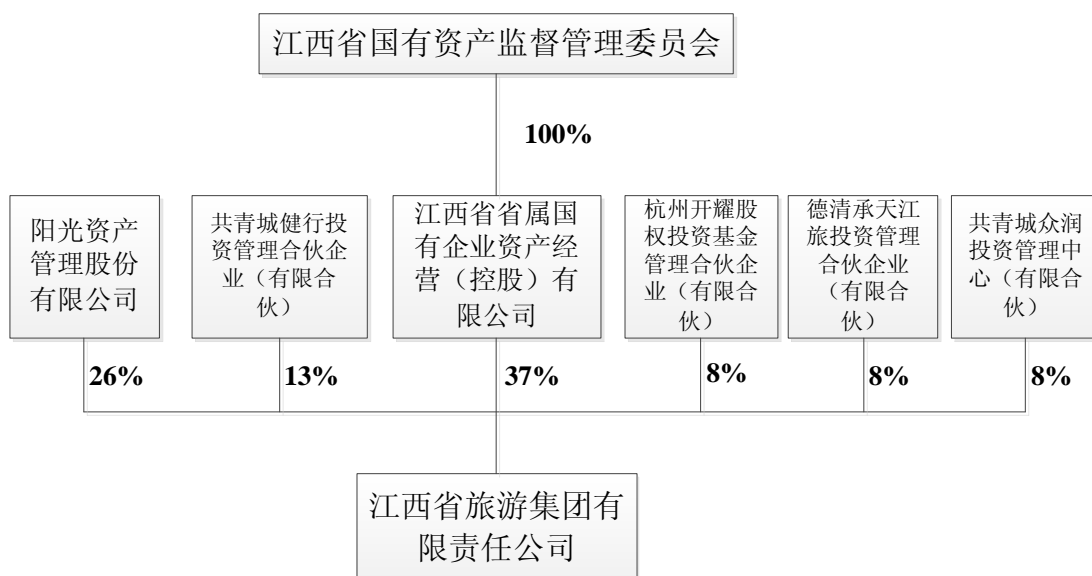 江西省国有资产监督管理委员会
100%
阳光资产
管理股份
有限公司
共青城健行投
资管理合伙企
业（有限合
伙）
江西省省属国
有企业资产经
营（控股）有
限公司
杭州开耀股
权投资基金
管理合伙企
业（有限合
伙）
德清承天江
旅投资管理
合伙企业
（有限合
伙）
共青城众润
投资管理中
心（有限合
伙）
26%
13%
37%
8%
8%
8%
江西省旅游集团有
限责任公司